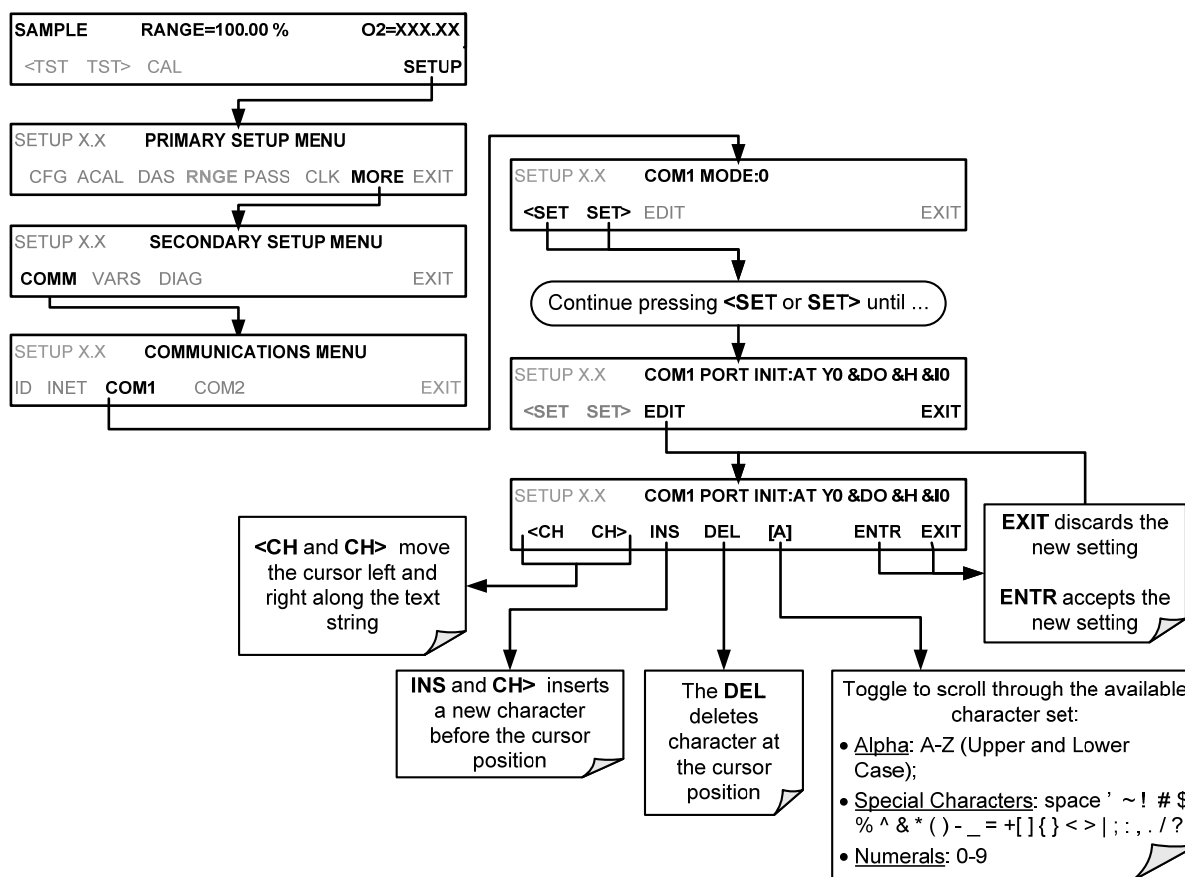 SAMPLE RANGE=100.00 % O2=XXX.XX
<TST TST> CAL SETUP
SETUP X.X PRIMARY SETUP MENU
CFG ACAL DAS RNGE PASS CLK MORE EXIT
SETUP X.X SECONDARY SETUP MENU
COMM VARS DIAG EXIT
SETUP X.X COMMUNICATIONS MENU
ID INET COM1 COM2 EXIT
SETUP X.X COM1 MODE:0
<SET SET> EDIT EXIT
Continue pressing <SET or SET> until ...
SETUP X.X COM1 PORT INIT:AT Y0 &DO &H &I0
<SET SET> EDIT EXIT
SETUP X.X COM1 PORT INIT:AT Y0 &DO &H &I0
<CH CH> INS DEL [A] ENTR EXIT
<CH and CH> move
the cursor left and
right along the text
string
EXIT discards the
new setting
ENTR accepts the
new setting
INS and CH> inserts
a new character
before the cursor
position
The DEL
deletes
character at
the cursor
position
Toggle to scroll through the available
character set:
• Alpha: A-Z (Upper and Lower
Case);
• Special Characters: space ' ~ ! # $
% ^ & * ( ) - _ = +[ ] { } < > | ; : , . / ?
• Numerals: 0-9